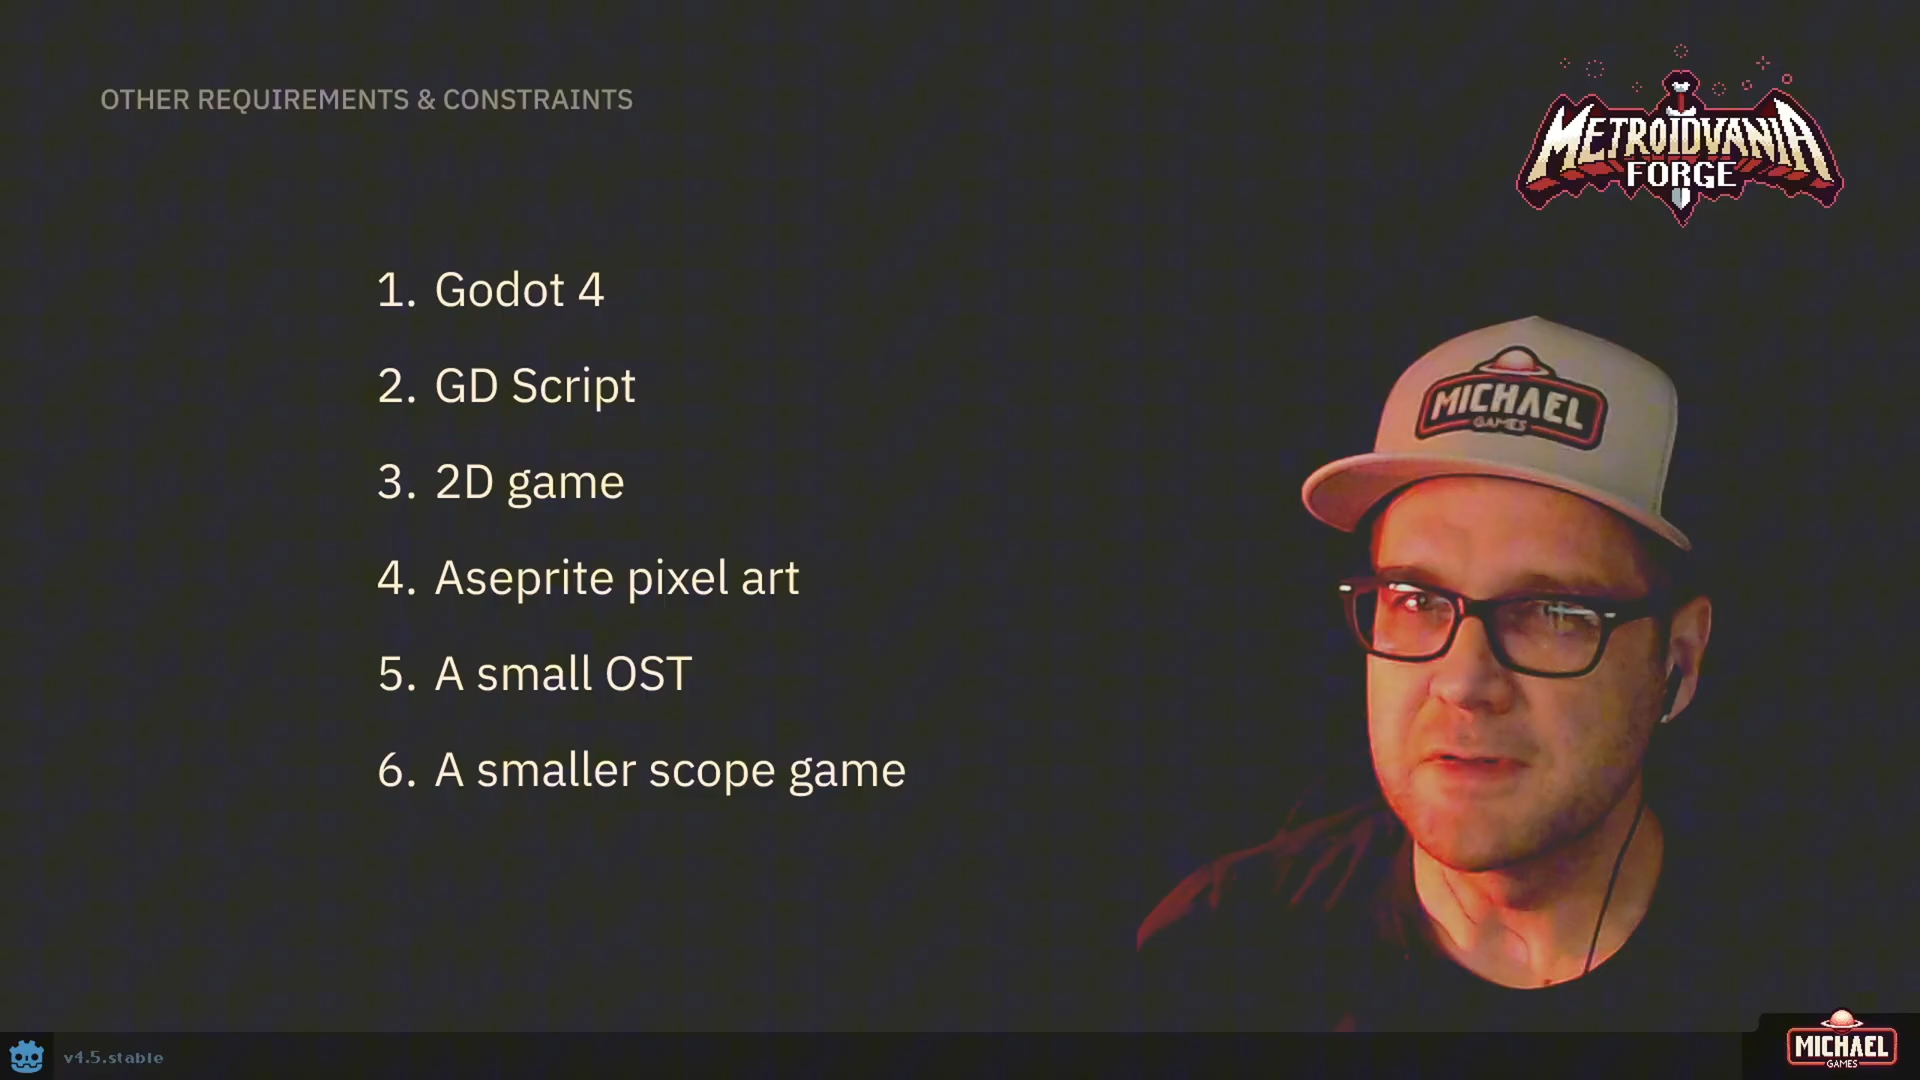 OTHER REQUIREMENTS & CONSTRAINTS
METROIDVANIA
FORGE
1. Godot 4
2. GD Script
3. 2D game
4. Aseprite pixel art
5. A small OST
6. A smaller scope game
MICHAEL
GAMES
v4.5.stable
MICHAEL
GAMES